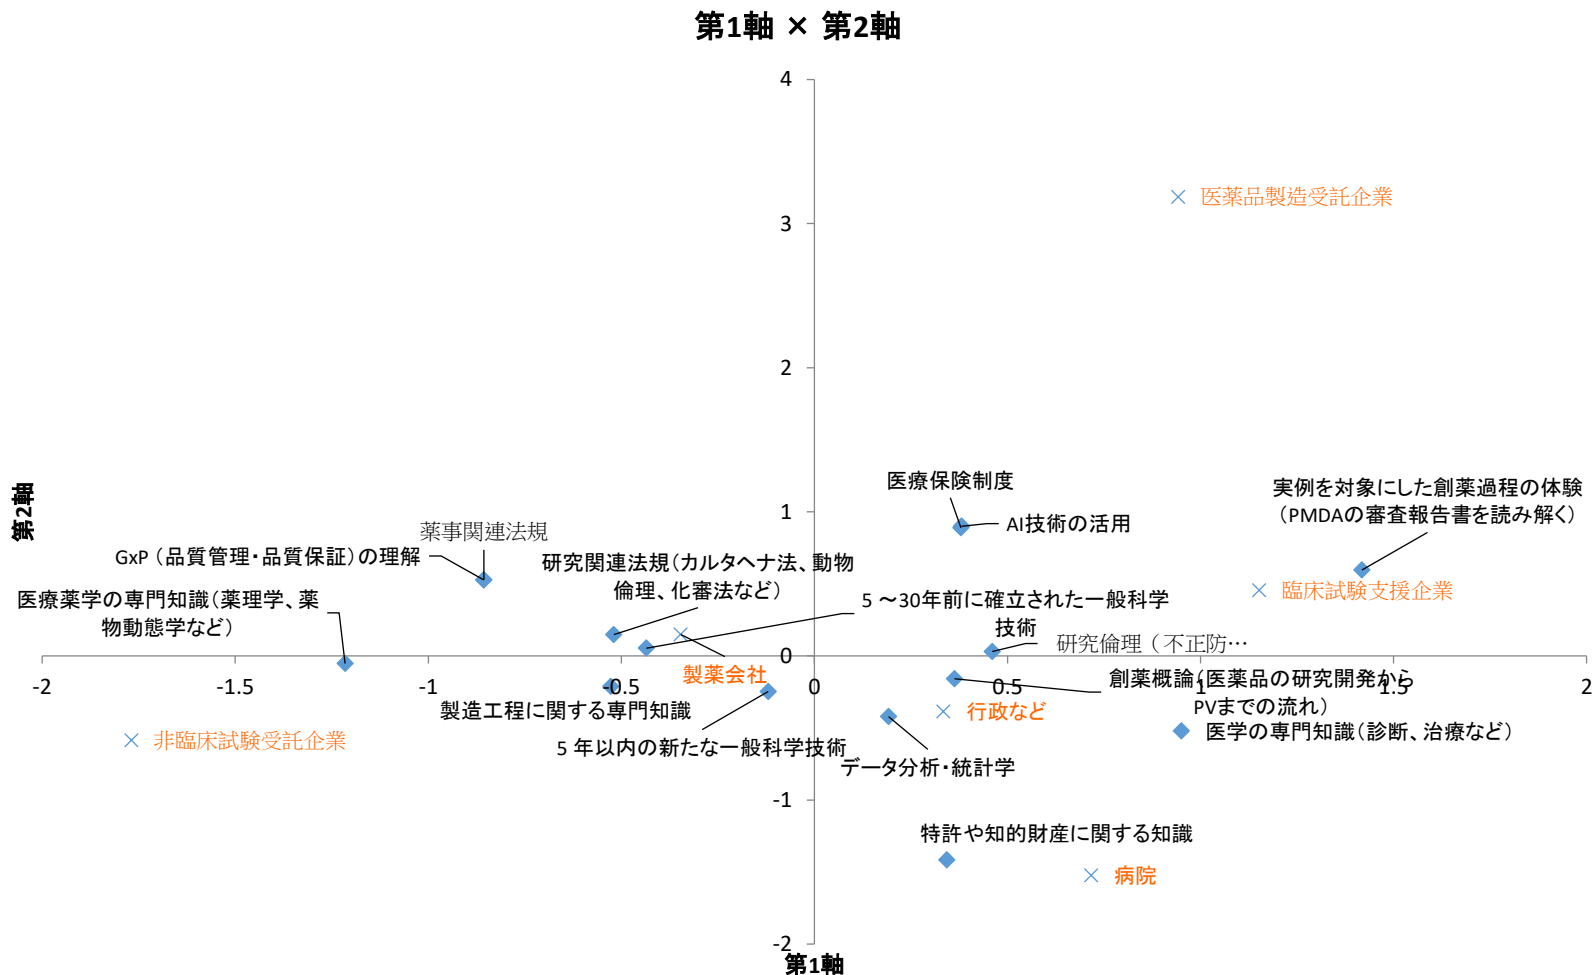 第1軸 × 第2軸
4
医薬品製造受託企業
3
2
医療保険制度
実例を対象にした創薬過程の体験
（PMDAの審査報告書を読み解く）
第2軸
1
AI技術の活用
薬事関連法規
GxP（品質管理・品質保証）の理解
研究関連法規（カルタヘナ法、動物
倫理、化審法など）
臨床試験支援企業
医療薬学の専門知識（薬理学、薬
物動態学など）
5～30年前に確立された一般科学
技術
研究倫理（不正防…
0
製薬会社
創薬概論（医薬品の研究開発から
PVまでの流れ）
-2
-1.5
-1
-0.5
0
0.5
1
1.5
2
製造工程に関する専門知識
行政など
医学の専門知識（診断、治療など）
非臨床試験受託企業
5年以内の新たな一般科学技術
データ分析・統計学
-1
特許や知的財産に関する知識
病院
-2
第1軸